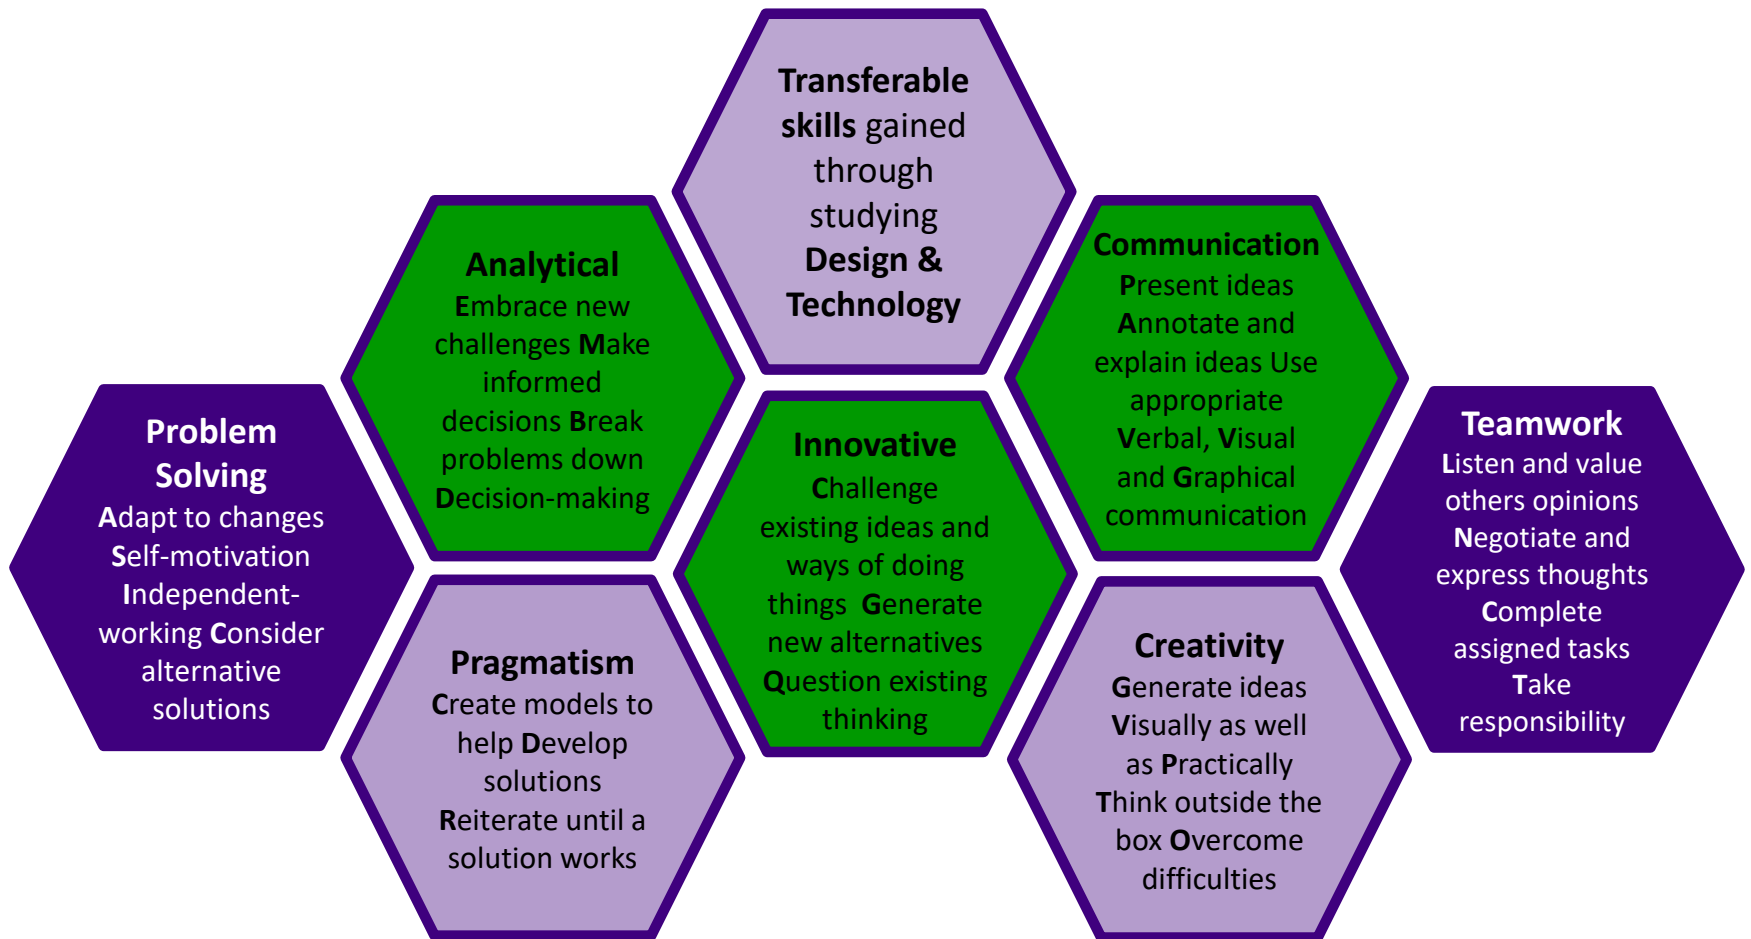 Transferable
skills gained
through
studying
Design &
Technology
Analytical
Embrace new
challenges Make
informed
decisions Break
problems down
Decision-making
Communication
Present ideas
Annotate and
explain ideas Use
appropriate
Verbal, Visual
and Graphical
communication
Problem
Solving
Adapt to changes
Self-motivation
Independent-
working Consider
alternative
solutions
Innovative
Challenge
existing ideas and
ways of doing
things  Generate
new alternatives
Question existing
thinking
Teamwork
Listen and value
others opinions
Negotiate and
express thoughts
Complete
assigned tasks
Take
responsibility
Pragmatism
Create models to
help Develop
solutions
Reiterate until a
solution works
Creativity
Generate ideas
Visually as well
as Practically
Think outside the
box Overcome
difficulties